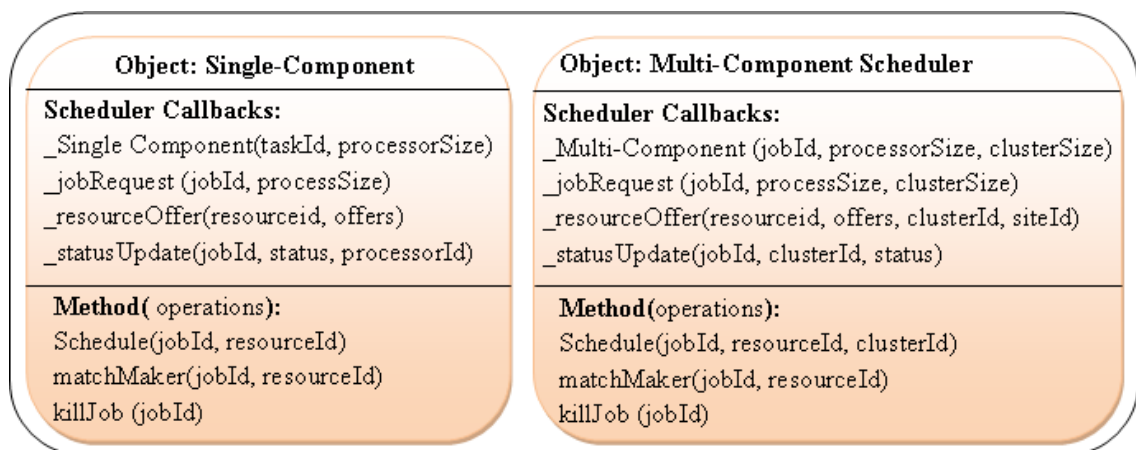 Object: Single-Component
Scheduler Callbacks:
_Single Component(taskId, processorSize)
_jobRequest (jobId, processSize)
_resourceOffer(resourceid, offers)
_statusUpdate(jobId, status, processorId)
Method( operations):
Schedule(jobId, resourceId)
matchMaker(jobId, resourceId)
killJob (jobId)
Object: Multi-Component Scheduler
Scheduler Callbacks:
_Multi-Component (jobId, processorSize, clusterSize)
_jobRequest (jobId, processSize, clusterSize)
_resourceOffer(resourceid, offers, clusterId, siteId)
_statusUpdate(jobId, clusterId, status)
Method(operations):
Schedule(jobId, resourceId, clusterId)
matchMaker(jobId, resourceId)
killJob (jobId)